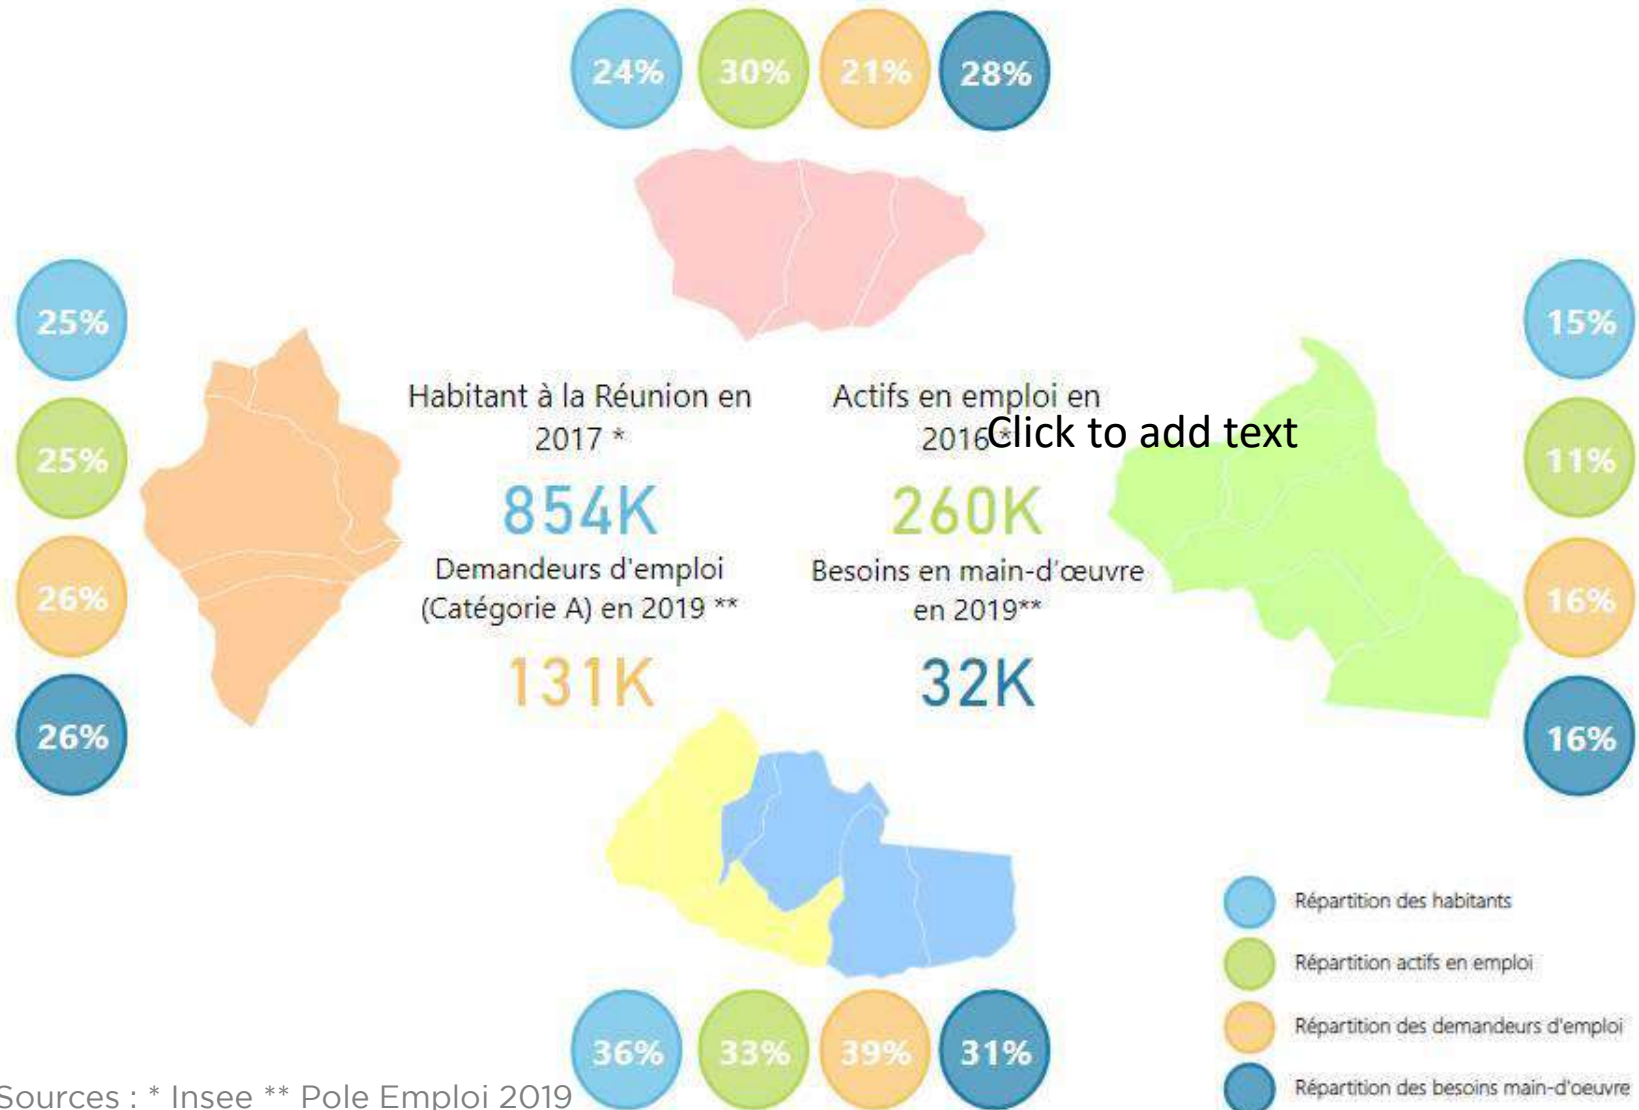 24% 30% 21% 28%
25%
25%
26%
26%
Habitant à la Réunion en
2017 *
854K
Demandeurs d'emploi
(Catégorie A) en 2019 **
131K
Actifs en emploi en
2016 *
Click to add text
260K
Besoins en main-d'œuvre
en 2019**
32K
15%
11%
16%
16%
36% 33% 39% 31%
Répartition des habitants
Répartition actifs en emploi
Répartition des demandeurs d'emploi
Répartition des besoins main-d'oeuvre
Sources : * Insee ** Pole Emploi 2019